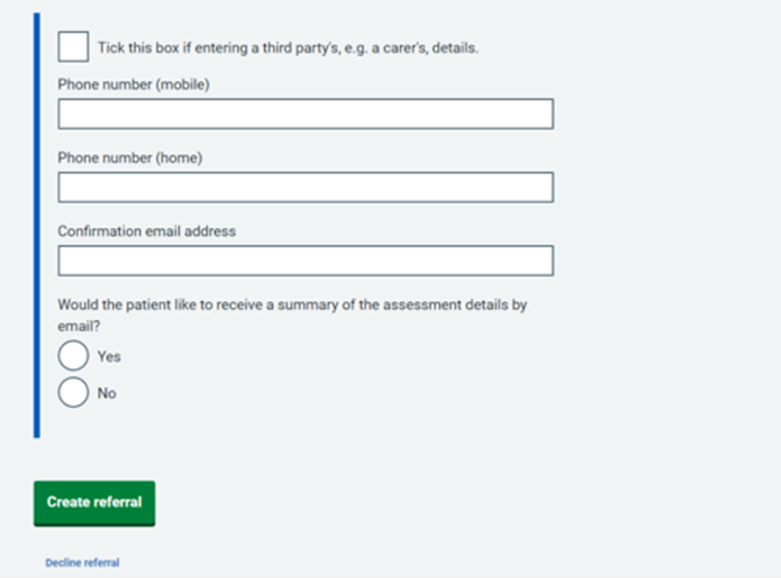 Tick this box if entering a third party's, e.g. a carer's, details.
Phone number (mobile)
Phone number (home)
Confirmation email address
Would the patient like to receive a summary of the assessment details by
email?
Yes
No
Create referral
Decline referral